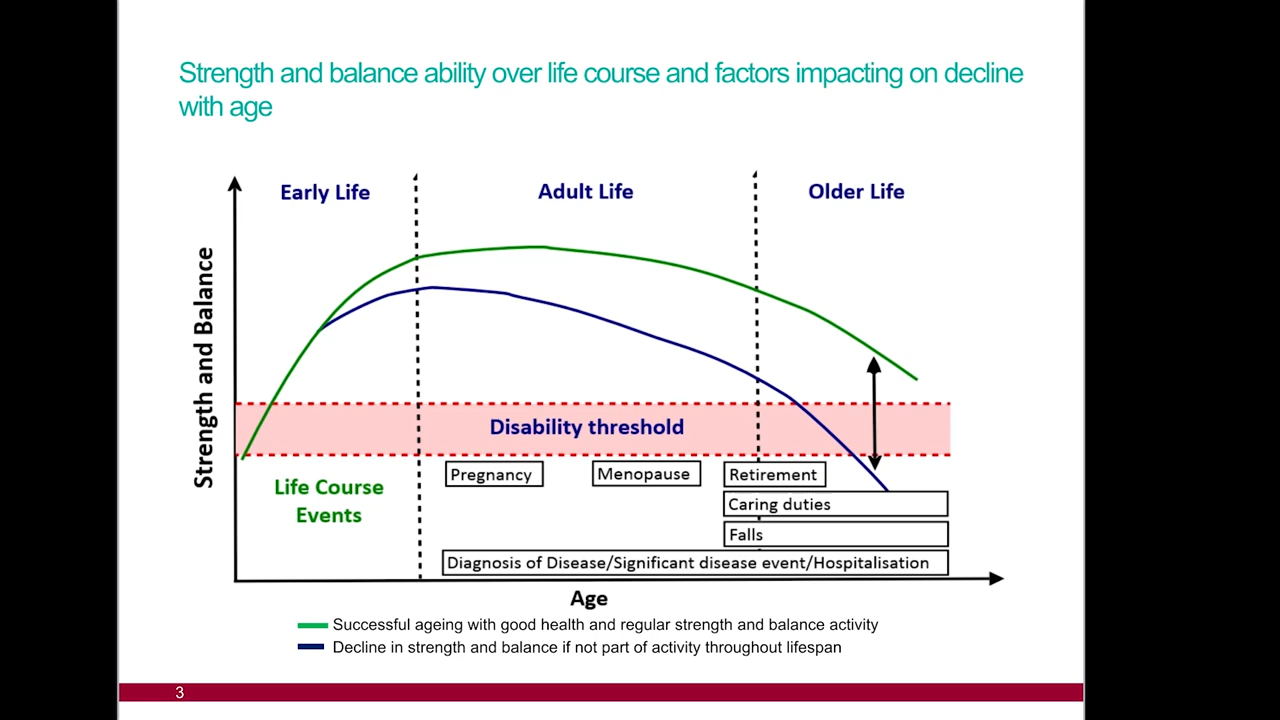 Strength and balance ability over life course and factors impacting on decline
with age
Early Life
Adult Life
Older Life
Strength and Balance
Disability threshold
Life Course
Events
Pregnancy
Menopause
Retirement
Caring duties
Falls
Diagnosis of Disease/Significant disease event/Hospitalisation
Age
Successful ageing with good health and regular strength and balance activity
Decline in strength and balance if not part of activity throughout lifespan
3